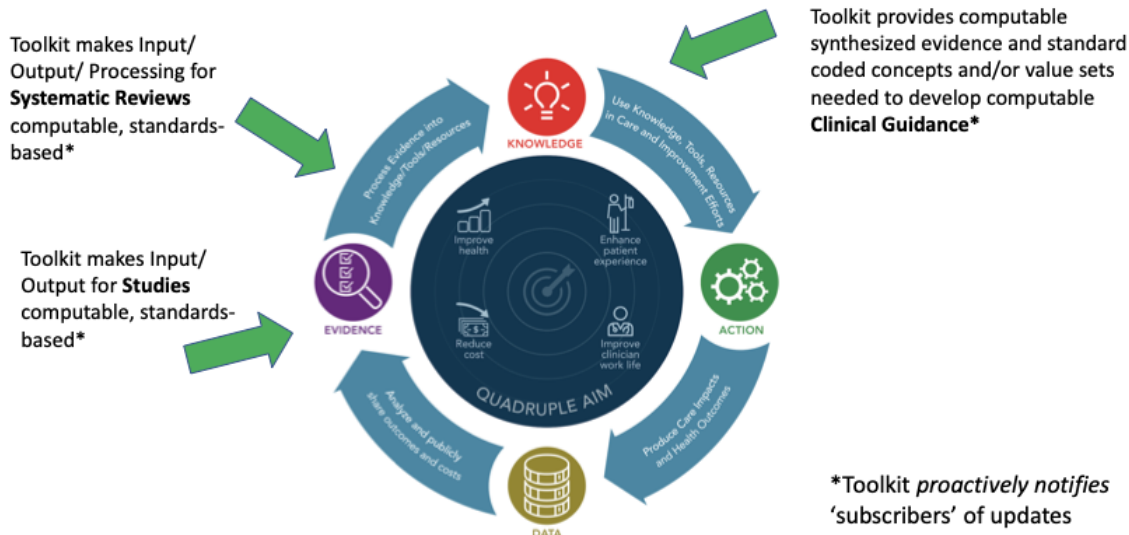 Toolkit makes Input/
Output/ Processing for
Systematic Reviews
computable, standards-
based*
Toolkit provides computable
synthesized evidence and standard
coded concepts and/or value sets
needed to develop computable
Clinical Guidance*
Process Evidence into
Knowledge/Tools/Resources
KNOWLEDGE
Use Knowledge, Tools, Resources
in Care and Improvement Efforts
Improve
health
Enhance
patient
experience
Toolkit makes Input/
Output for Studies
computable, standards-
based*
EVIDENCE
ACTION
Reduce
cost
Improve
clinician
work life
QUADRUPLE AIM
Analyze and publicly
share outcomes and costs
Produce Care Impacts
and Health Outcomes
DATA
*Toolkit proactively notifies
‘subscribers’ of updates